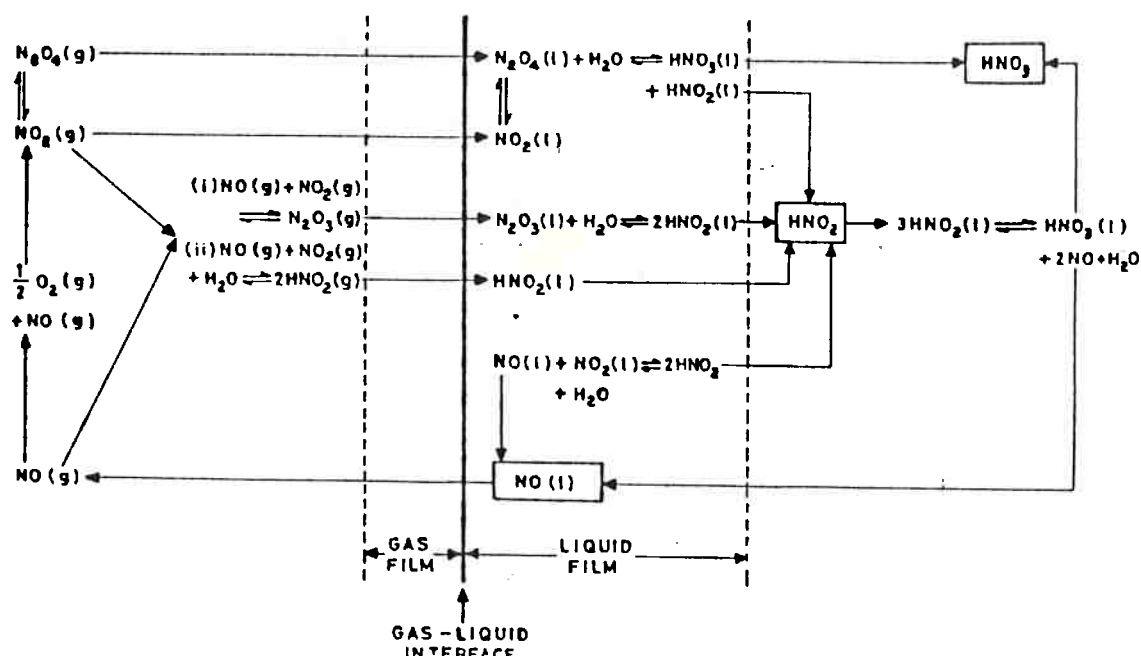 N₂O₄(g)
N₂O₄(l) + H₂O ⇌ HNO₃(l)
+ HNO₂(l)
HNO₃
NO₂(g)
NO₂(l)
(i) NO(g) + NO₂(g)
⇌ N₂O₃(g)
N₂O₃(l) + H₂O ⇌ 2HNO₂(l)
HNO₂
3HNO₂(l) ⇌ HNO₃(l)
+ 2NO + H₂O
(ii) NO(g) + NO₂(g)
+ H₂O ⇌ 2HNO₂(g)
HNO₂(l)
1/2 O₂(g)
+ NO(g)
NO(l) + NO₂(l) ⇌ 2HNO₂
+ H₂O
NO(g)
NO(l)
GAS
FILM
LIQUID
FILM
GAS – LIQUID
INTERFACE